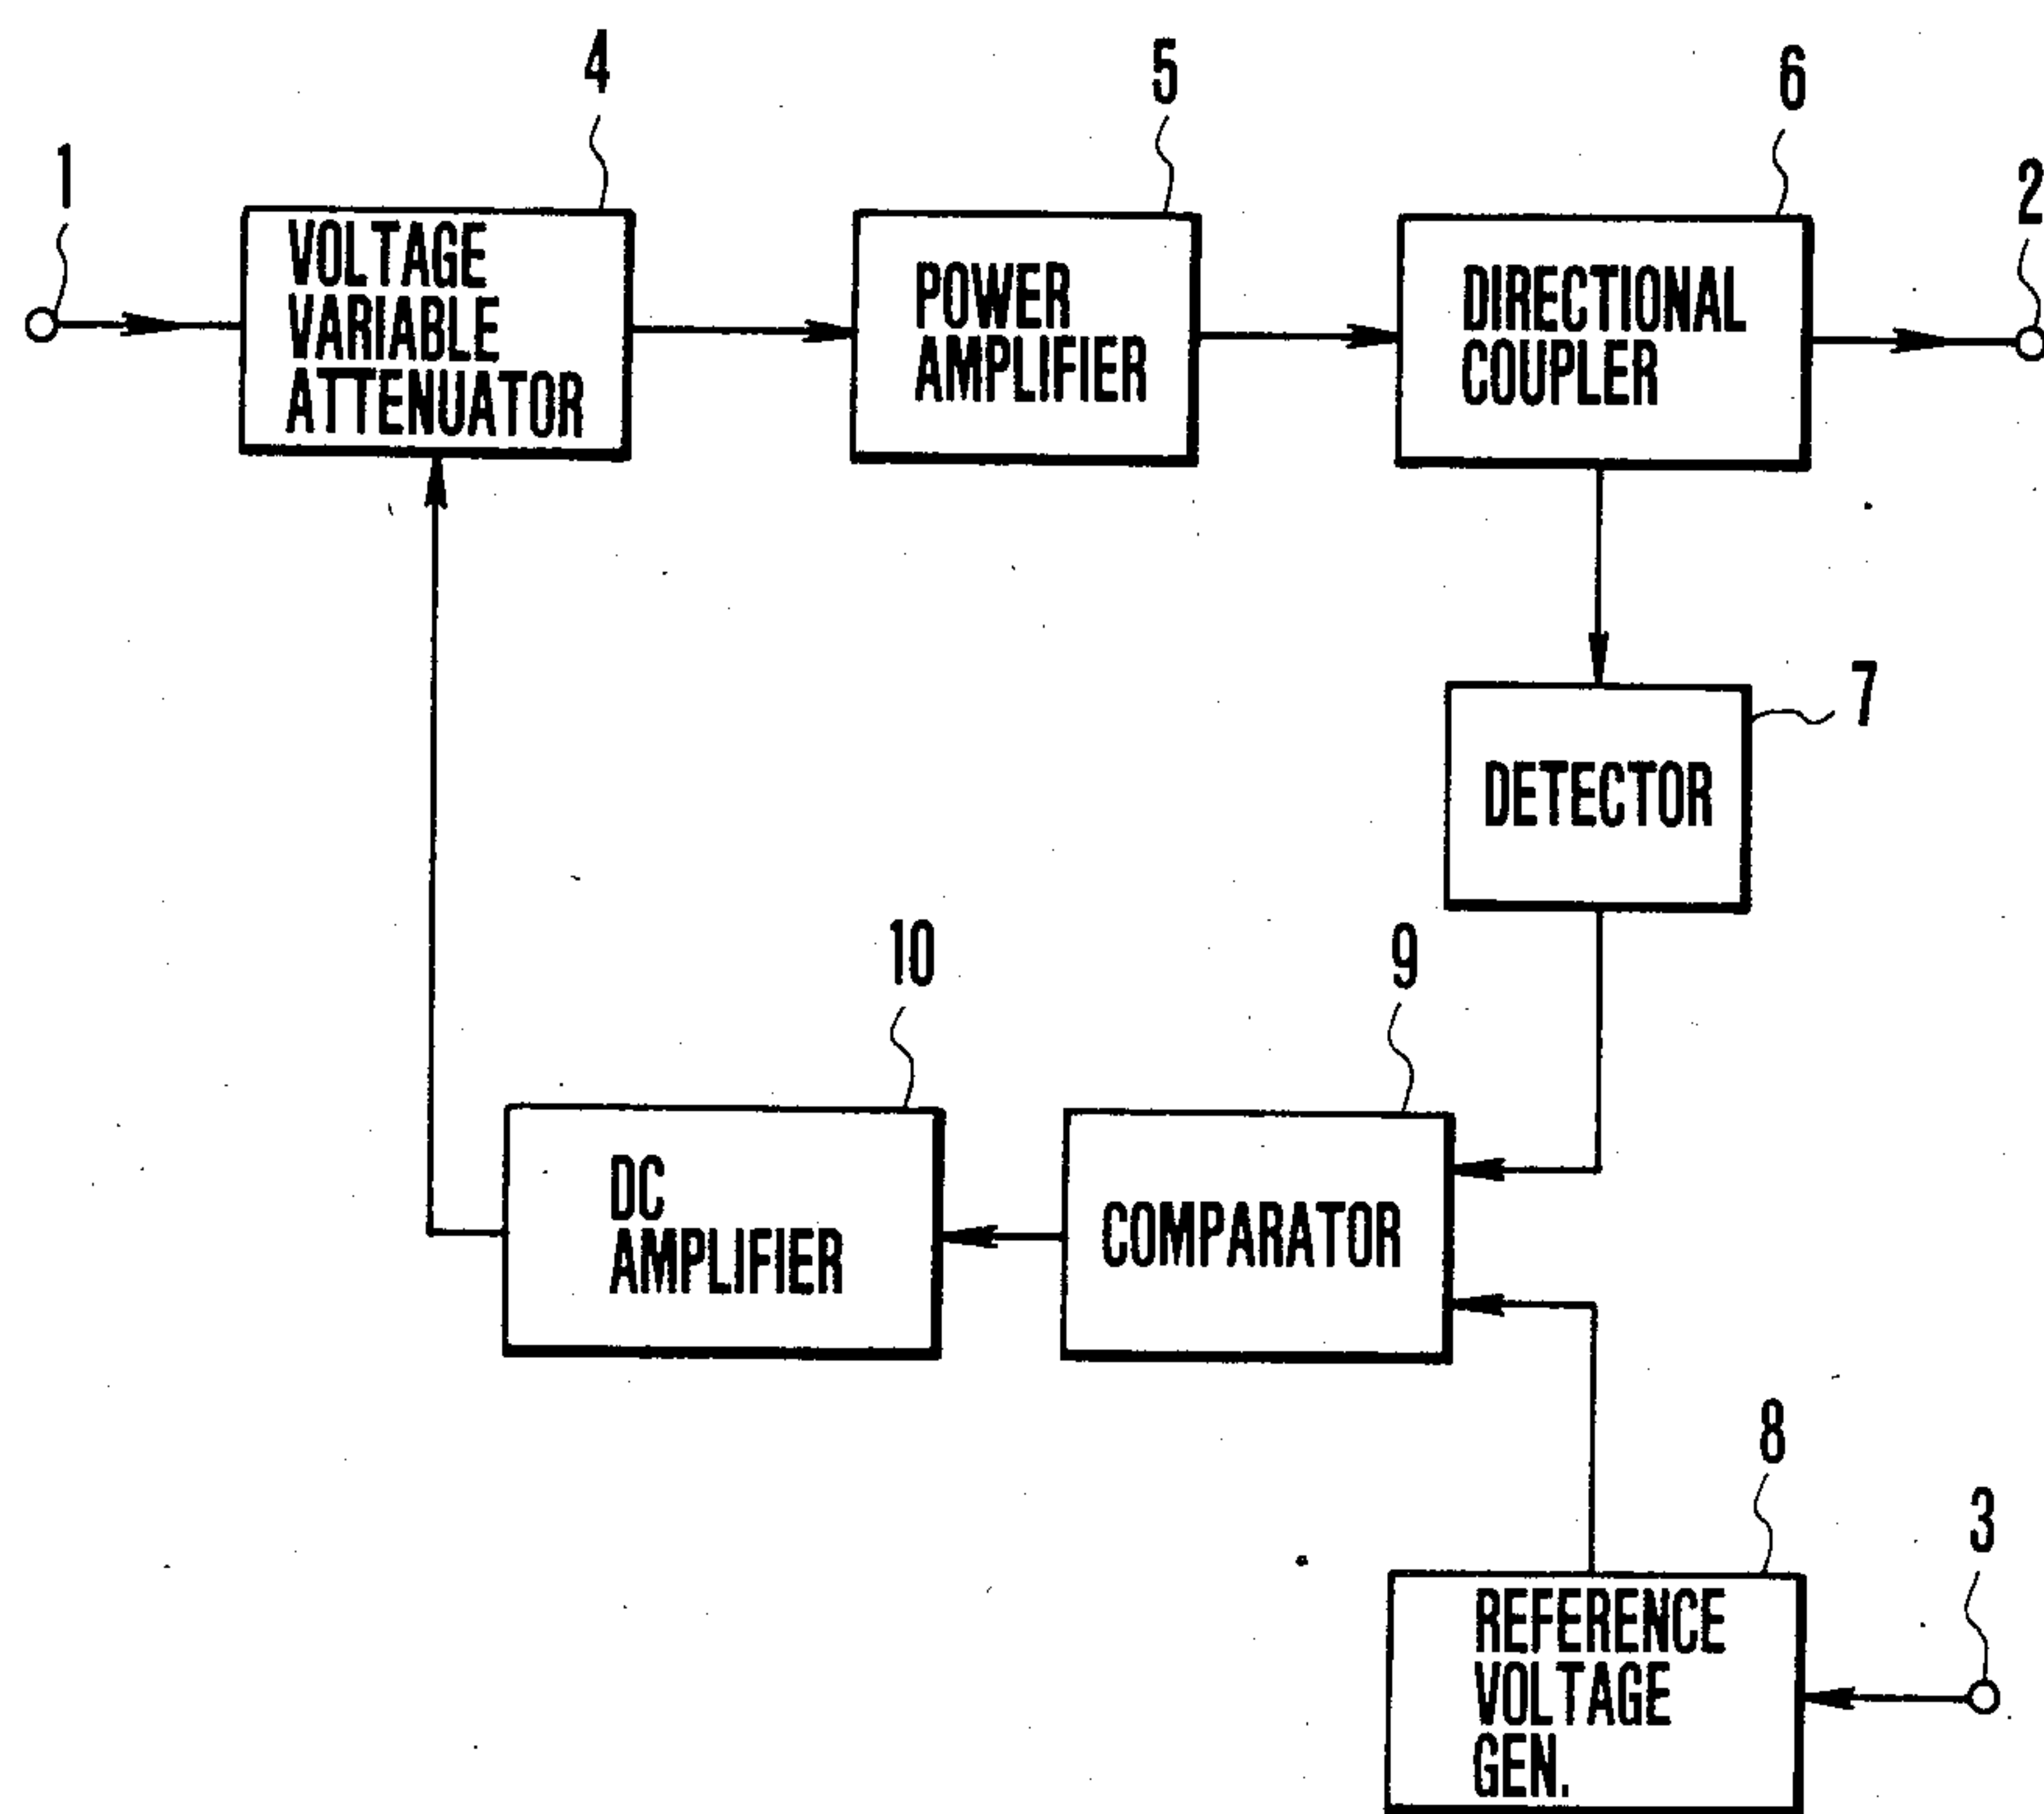 4
5
6
1
2
VOLTAGE
VARIABLE
ATTENUATOR
POWER
AMPLIFIER
DIRECTIONAL
COUPLER
7
DETECTOR
10
9
DC
AMPLIFIER
COMPARATOR
8
3
REFERENCE
VOLTAGE
GEN.